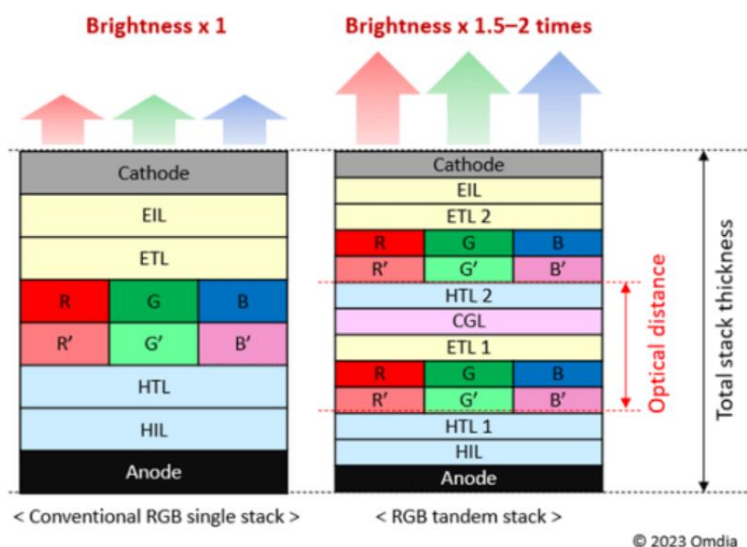 Brightness x 1
Brightness x 1.5–2 times
Cathode
EIL
ETL
R G B
R’ G’ B’
HTL
HIL
Anode
< Conventional RGB single stack >
Cathode
EIL
ETL 2
R G B
R’ G’ B’
HTL 2
CGL
ETL 1
R G B
R’ G’ B’
HTL 1
HIL
Anode
< RGB tandem stack >
Optical distance
Total stack thickness
© 2023 Omdia